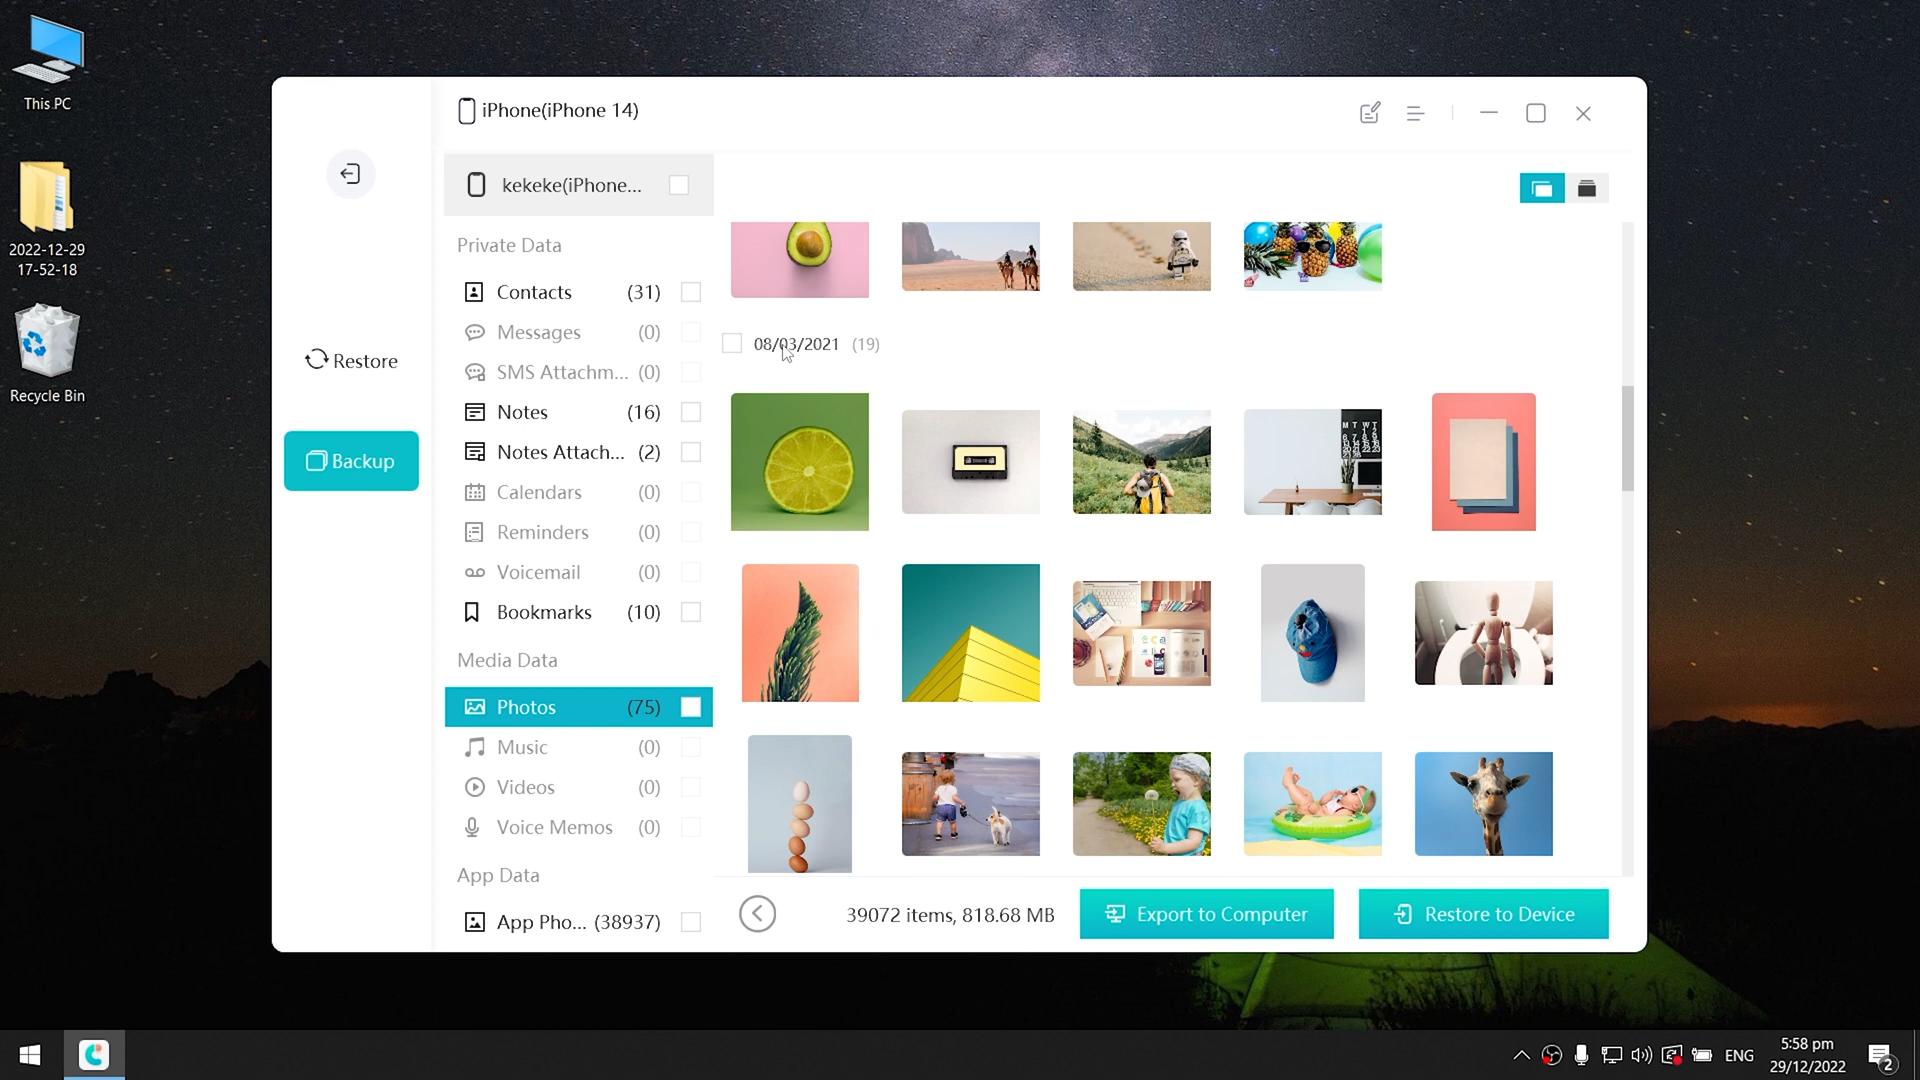 This PC
2022-12-29
17-52-18
Recycle Bin
iPhone(iPhone 14)
Restore
Backup
kekeke(iPhone...
Private Data
Contacts (31)
Messages (0)
SMS Attachm... (0)
Notes (16)
Notes Attach... (2)
Calendars (0)
Reminders (0)
Voicemail (0)
Bookmarks (10)
Media Data
Photos (75)
Music (0)
Videos (0)
Voice Memos (0)
App Data
App Pho... (38937)
08/03/2021 (19)
39072 items, 818.68 MB
Export to Computer
Restore to Device
ENG
5:58 pm
29/12/2022
2